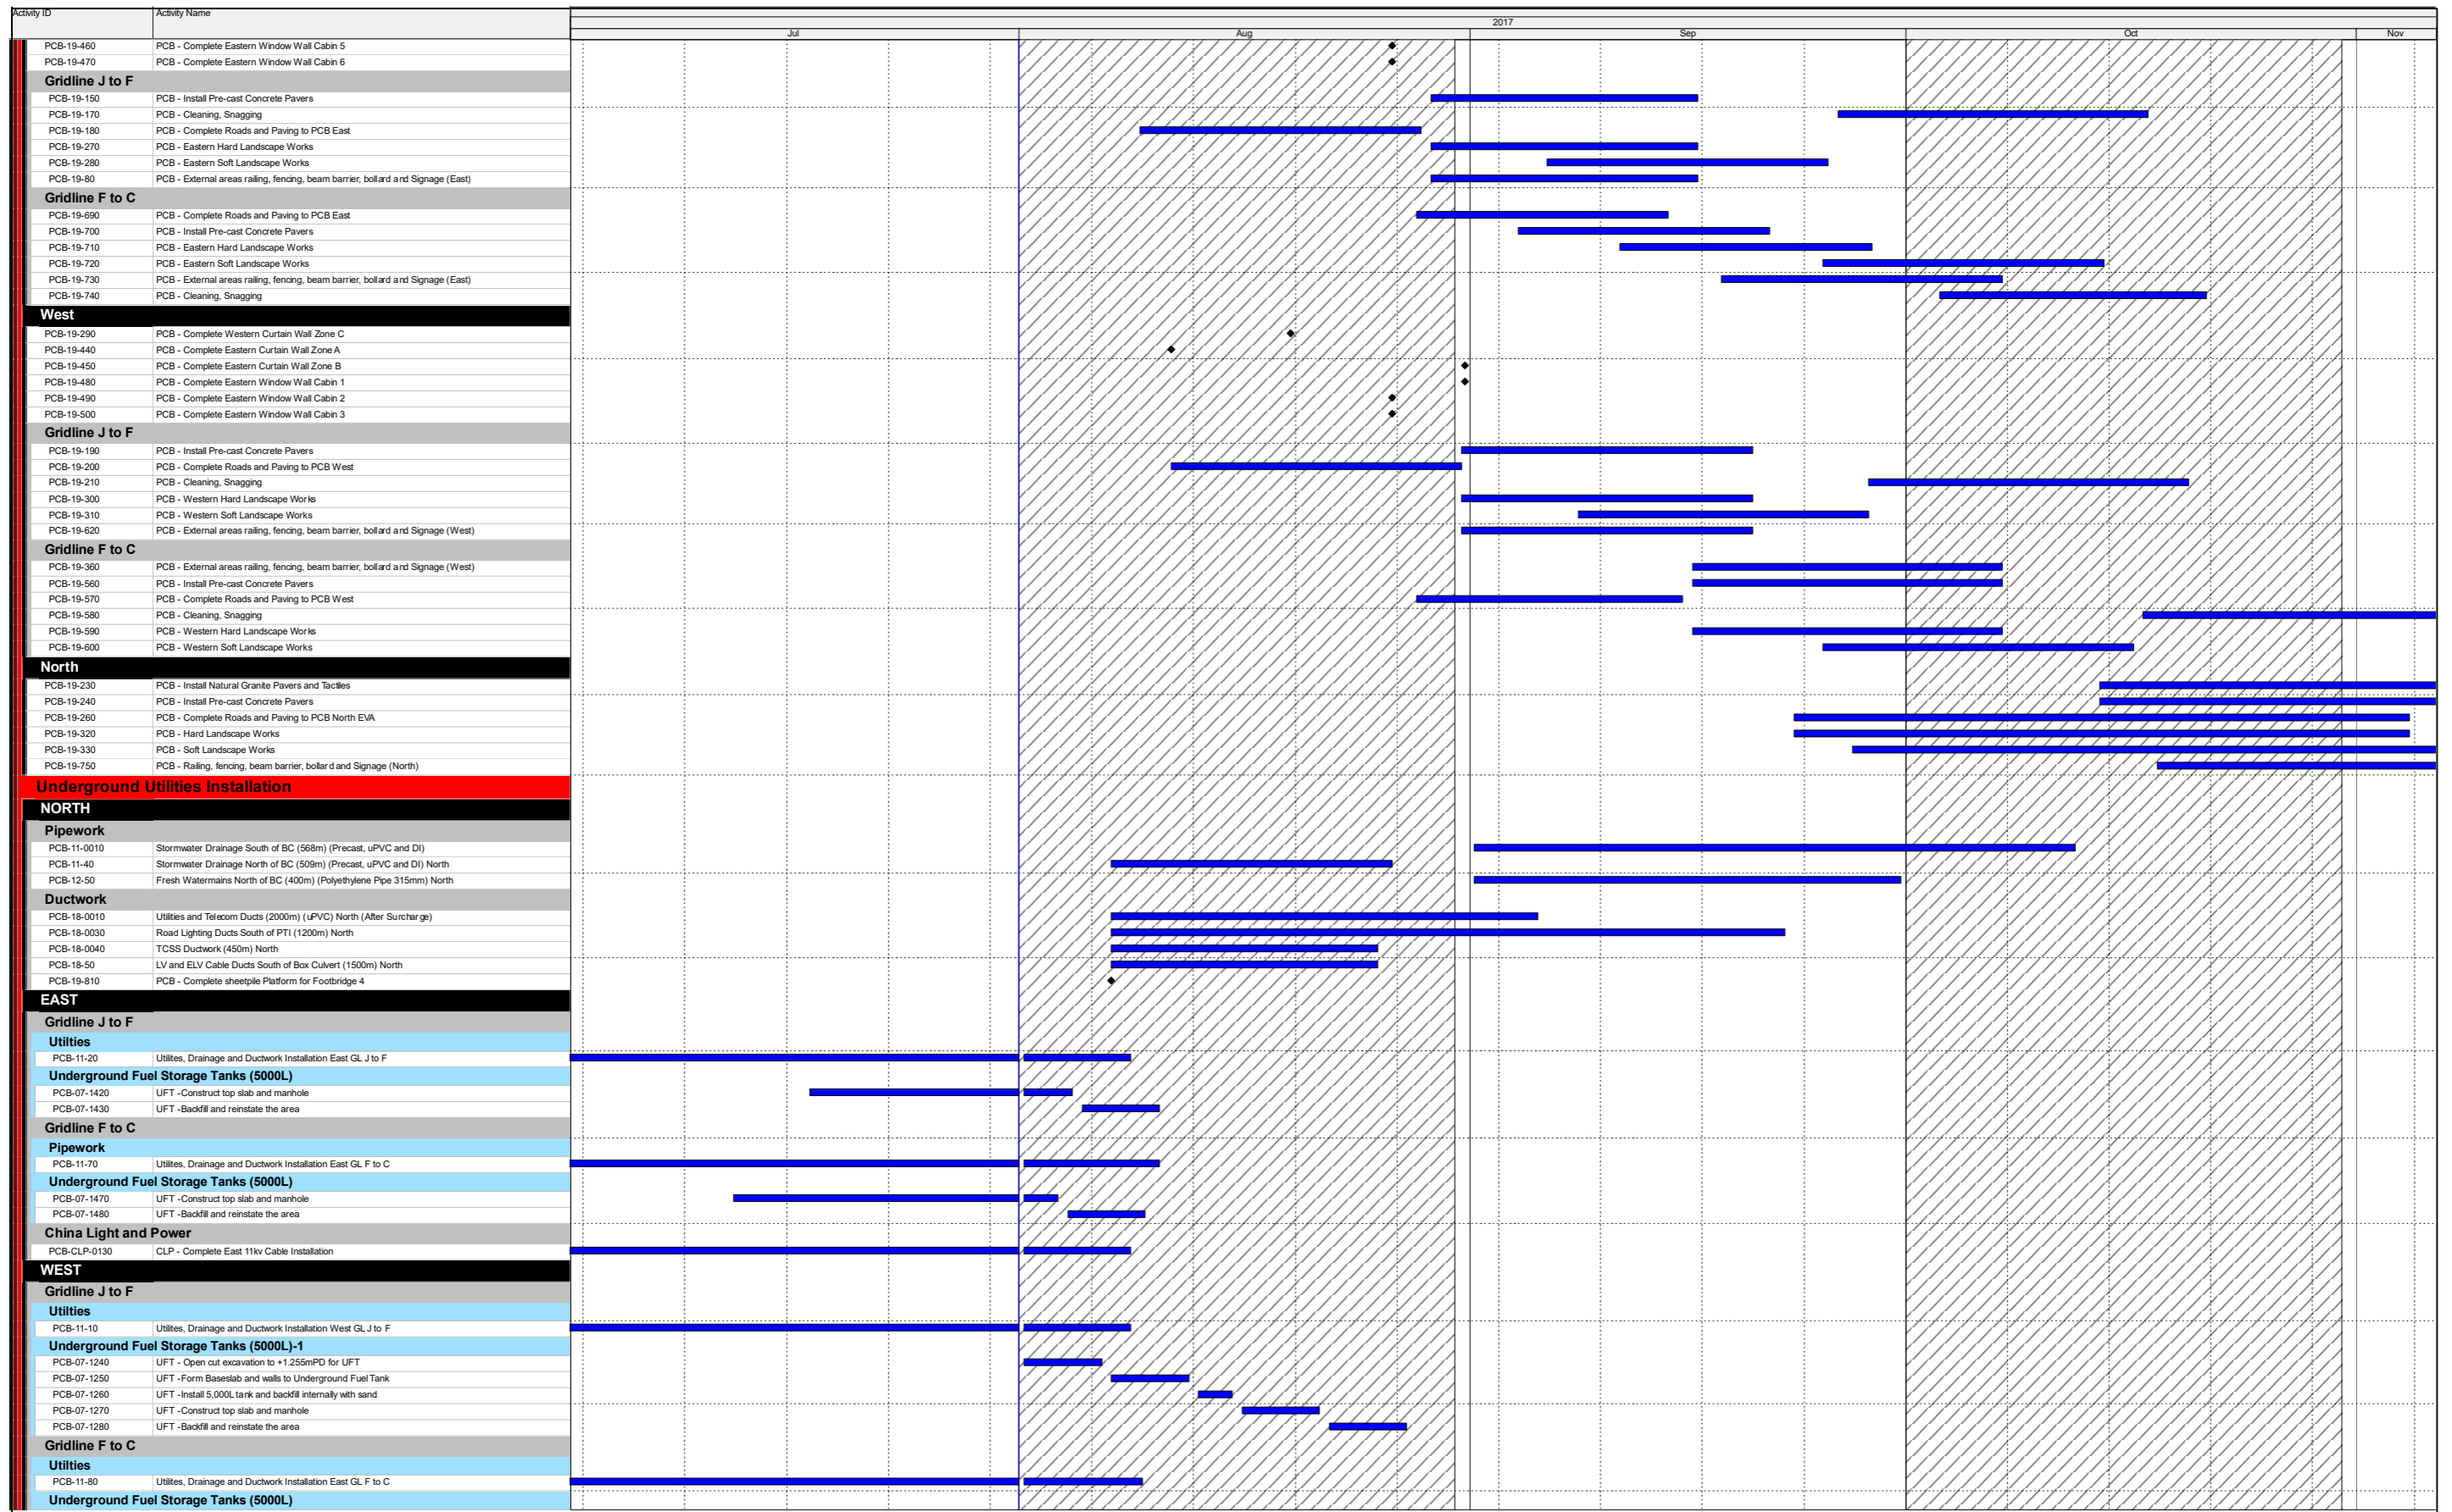 Activity ID Activity Name
2017
Jul Aug Sep Oct Nov
PCB-19-460 PCB - Complete Eastern Window Wall Cabin 5
PCB-19-470 PCB - Complete Eastern Window Wall Cabin 6
Gridline J to F
PCB-19-150 PCB - Install Pre-cast Concrete Pavers
PCB-19-170 PCB - Cleaning, Snagging
PCB-19-180 PCB - Complete Roads and Paving to PCB East
PCB-19-270 PCB - Eastern Hard Landscape Works
PCB-19-280 PCB - Eastern Soft Landscape Works
PCB-19-80 PCB - External areas railing, fencing, beam barrier, bollard and Signage (East)
Gridline F to C
PCB-19-690 PCB - Complete Roads and Paving to PCB East
PCB-19-700 PCB - Install Pre-cast Concrete Pavers
PCB-19-710 PCB - Eastern Hard Landscape Works
PCB-19-720 PCB - Eastern Soft Landscape Works
PCB-19-730 PCB - External areas railing, fencing, beam barrier, bollard and Signage (East)
PCB-19-740 PCB - Cleaning, Snagging
West
PCB-19-290 PCB - Complete Western Curtain Wall Zone C
PCB-19-440 PCB - Complete Eastern Curtain Wall Zone A
PCB-19-450 PCB - Complete Eastern Curtain Wall Zone B
PCB-19-480 PCB - Complete Eastern Window Wall Cabin 1
PCB-19-490 PCB - Complete Eastern Window Wall Cabin 2
PCB-19-500 PCB - Complete Eastern Window Wall Cabin 3
Gridline J to F
PCB-19-190 PCB - Install Pre-cast Concrete Pavers
PCB-19-200 PCB - Complete Roads and Paving to PCB West
PCB-19-210 PCB - Cleaning, Snagging
PCB-19-300 PCB - Western Hard Landscape Works
PCB-19-310 PCB - Western Soft Landscape Works
PCB-19-620 PCB - External areas railing, fencing, beam barrier, bollard and Signage (West)
Gridline F to C
PCB-19-360 PCB - External areas railing, fencing, beam barrier, bollard and Signage (West)
PCB-19-560 PCB - Install Pre-cast Concrete Pavers
PCB-19-570 PCB - Complete Roads and Paving to PCB West
PCB-19-580 PCB - Cleaning, Snagging
PCB-19-590 PCB - Western Hard Landscape Works
PCB-19-600 PCB - Western Soft Landscape Works
North
PCB-19-230 PCB - Install Natural Granite Pavers and Tactiles
PCB-19-240 PCB - Install Pre-cast Concrete Pavers
PCB-19-260 PCB - Complete Roads and Paving to PCB North EVA
PCB-19-320 PCB - Hard Landscape Works
PCB-19-330 PCB - Soft Landscape Works
PCB-19-750 PCB - Railing, fencing, beam barrier, bollard and Signage (North)
Underground Utilities Installation
NORTH
Pipework
PCB-11-0010 Stormwater Drainage South of BC (568m) (Precast, uPVC and DI)
PCB-11-40 Stormwater Drainage North of BC (509m) (Precast, uPVC and DI) North
PCB-12-50 Fresh Watermains North of BC (400m) (Polyethylene Pipe 315mm) North
Ductwork
PCB-18-0010 Utilities and Telecom Ducts (2000m) (uPVC) North (After Surcharge)
PCB-18-0030 Road Lighting Ducts South of PTI (1200m) North
PCB-18-0040 TCSS Ductwork (450m) North
PCB-18-50 LV and ELV Cable Ducts South of Box Culvert (1500m) North
PCB-19-810 PCB - Complete sheetpile Platform for Footbridge 4
EAST
Gridline J to F
Utilties
PCB-11-20 Utilites, Drainage and Ductwork Installation East GL J to F
Underground Fuel Storage Tanks (5000L)
PCB-07-1420 UFT -Construct top slab and manhole
PCB-07-1430 UFT -Backfill and reinstate the area
Gridline F to C
Pipework
PCB-11-70 Utilites, Drainage and Ductwork Installation East GL F to C
Underground Fuel Storage Tanks (5000L)
PCB-07-1470 UFT -Construct top slab and manhole
PCB-07-1480 UFT -Backfill and reinstate the area
China Light and Power
PCB-CLP-0130 CLP - Complete East 11kv Cable Installation
WEST
Gridline J to F
Utilties
PCB-11-10 Utilites, Drainage and Ductwork Installation West GL J to F
Underground Fuel Storage Tanks (5000L)-1
PCB-07-1240 UFT - Open cut excavation to +1.255mPD for UFT
PCB-07-1250 UFT -Form Baseslab and walls to Underground Fuel Tank
PCB-07-1260 UFT -Install 5,000L tank and backfill internally with sand
PCB-07-1270 UFT -Construct top slab and manhole
PCB-07-1280 UFT -Backfill and reinstate the area
Gridline F to C
Utilties
PCB-11-80 Utilites, Drainage and Ductwork Installation East GL F to C
Underground Fuel Storage Tanks (5000L)